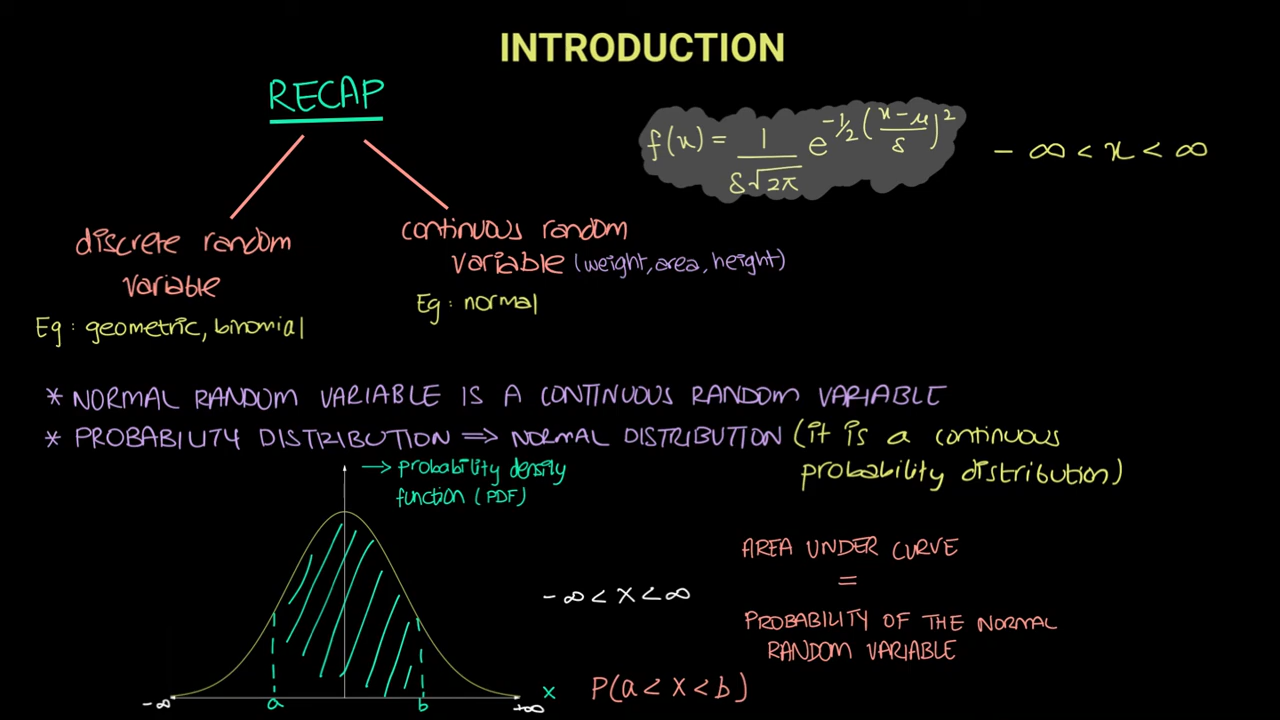 INTRODUCTION
RECAP
f(x) = 1/(δ√2π) e^(-1/2((x-μ)/δ)^2)   - ∞ < x < ∞
discrete random
variable
Eg : geometric, binomial
continuous random
variable (weight, area, height)
Eg : normal
* NORMAL RANDOM VARIABLE IS A CONTINUOUS RANDOM VARIABLE
* PROBABILITY DISTRIBUTION ⇒ NORMAL DISTRIBUTION (it is a continuous
probability distribution)
→ probability density
function (PDF)
AREA UNDER CURVE
=
PROBABILITY OF THE NORMAL
RANDOM VARIABLE
-∞ < X < ∞
P(a < X < b)
-∞ a b +∞ x